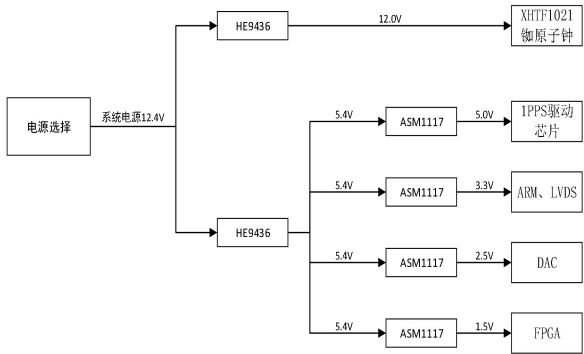 HE9436
12.0V
XHTF1021
铷原子钟
电源选择
系统电源12.4V
5.4V
ASM1117
5.0V
1PPS驱动
芯片
5.4V
ASM1117
3.3V
ARM、LVDS
HE9436
5.4V
ASM1117
2.5V
DAC
5.4V
ASM1117
1.5V
FPGA